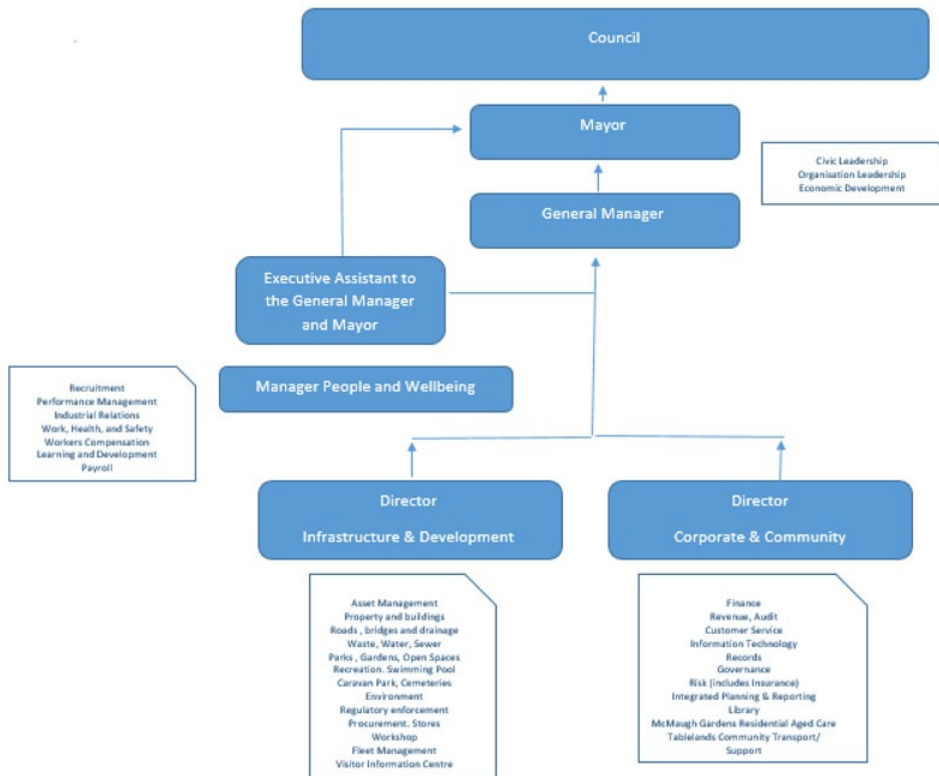 Council
Mayor
Civic Leadership
Organisation Leadership
Economic Development
General Manager
Executive Assistant to
the General Manager
and Mayor
Manager People and Wellbeing
Recruitment
Performance Management
Industrial Relations
Work, Health, and Safety
Workers Compensation
Learning and Development
Payroll
Director
Infrastructure & Development
Director
Corporate & Community
Asset Management
Property and buildings
Roads , bridges and drainage
Waste, Water, Sewer
Parks , Gardens, Open Spaces
Recreation. Swimming Pool
Caravan Park, Cemeteries
Environment
Regulatory enforcement
Procurement. Stores
Workshop
Fleet Management
Visitor Information Centre
Finance
Revenue, Audit
Customer Service
Information Technology
Records
Governance
Risk (includes Insurance)
Integrated Planning & Reporting
Library
McMaugh Gardens Residential Aged Care
Tablelands Community Transport/
Support